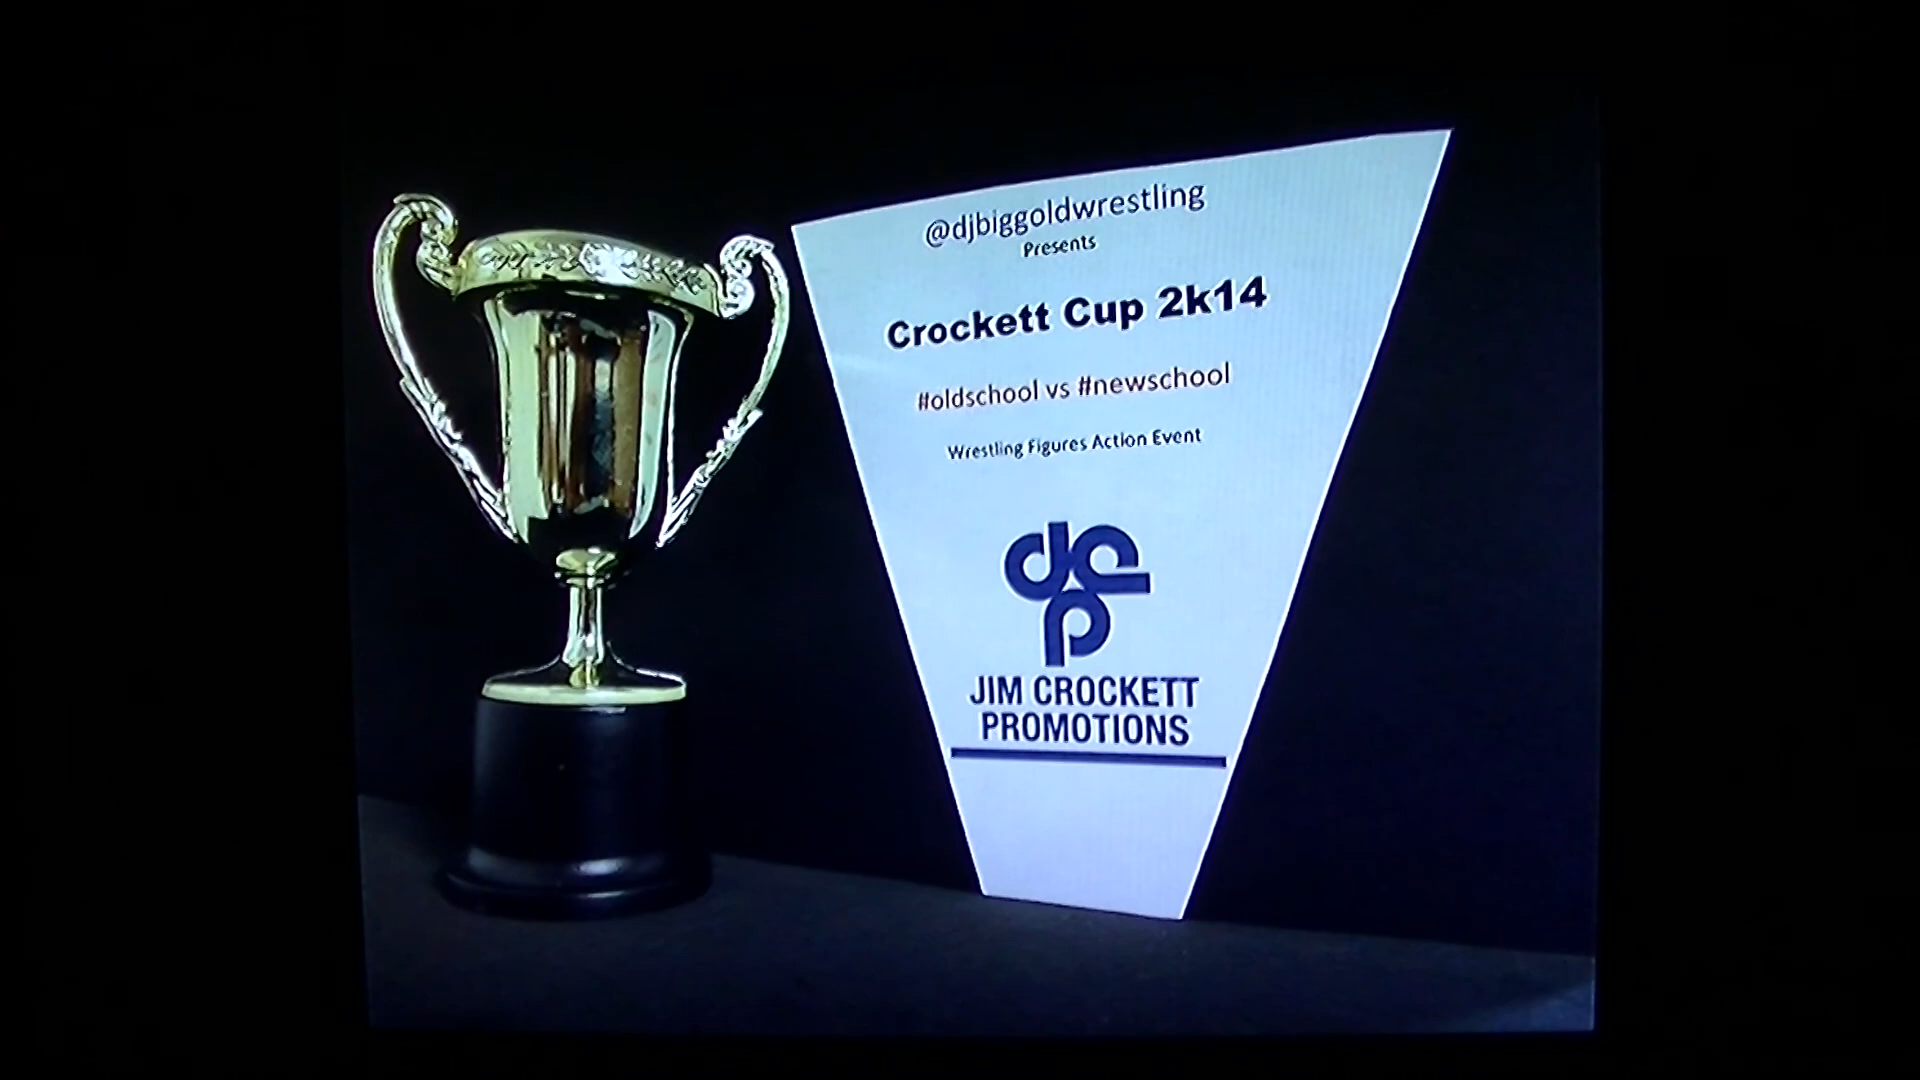 @djbiggoldwrestling
Presents
Crockett Cup 2k14
#oldschool vs #newschool
Wrestling Figures Action Event
JCP
JIM CROCKETT
PROMOTIONS